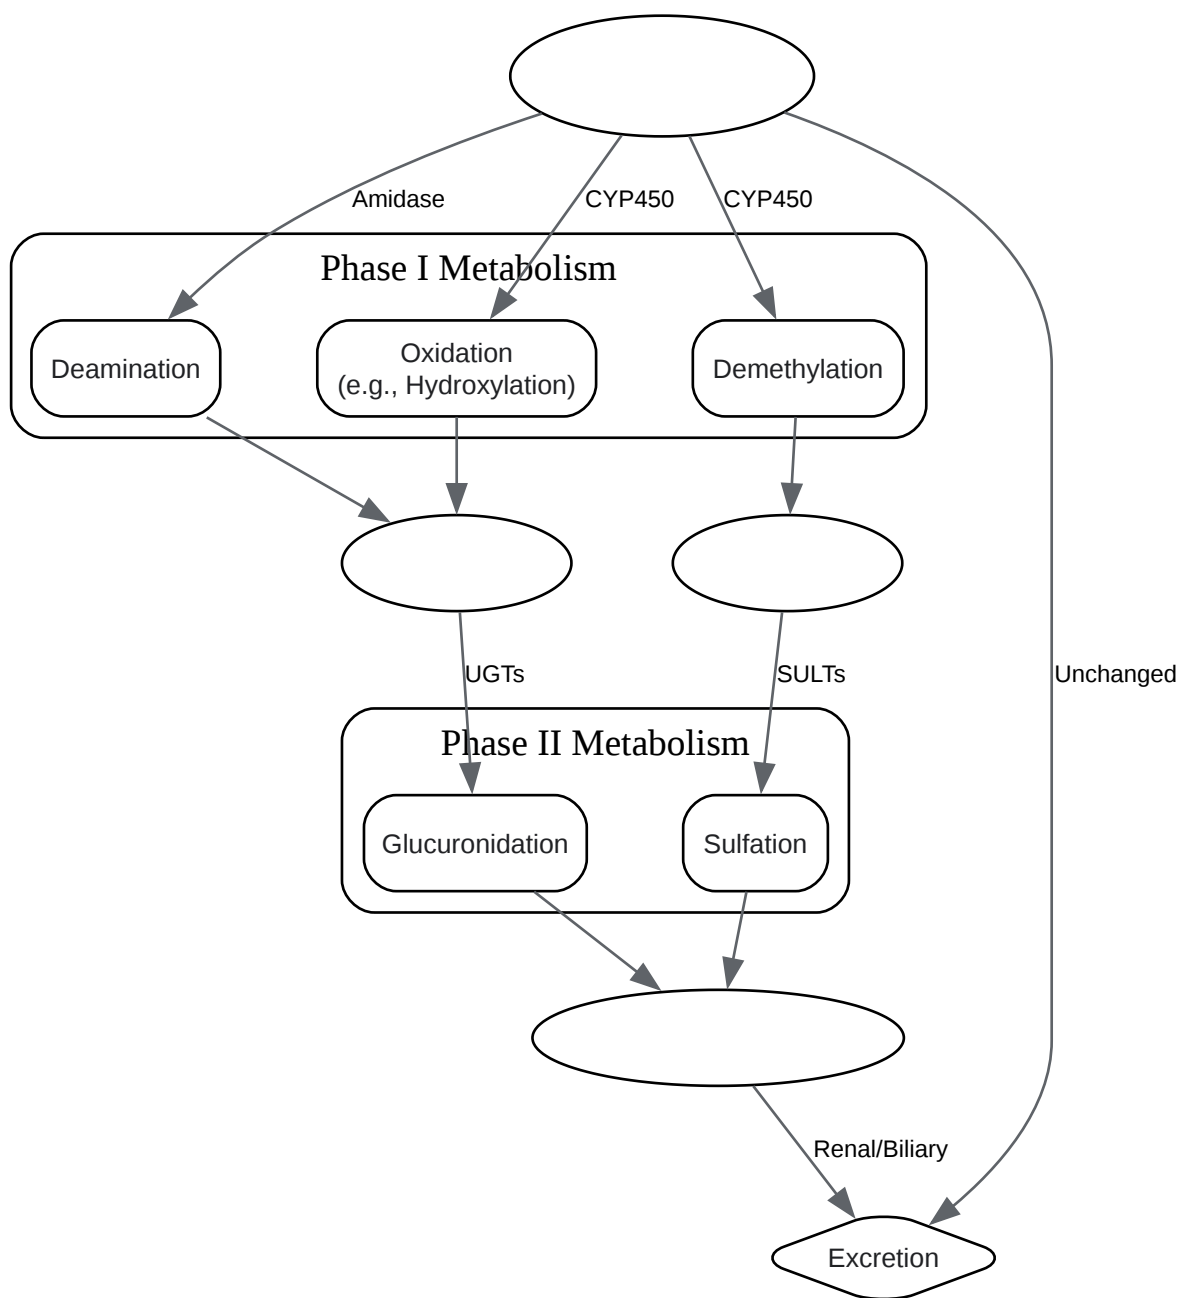 Amidase
CYP450
CYP450
Phase I Metabolism
Deamination
Oxidation
(e.g., Hydroxylation)
Demethylation
UGTs
SULTs
Unchanged
Phase II Metabolism
Glucuronidation
Sulfation
Renal/Biliary
Excretion